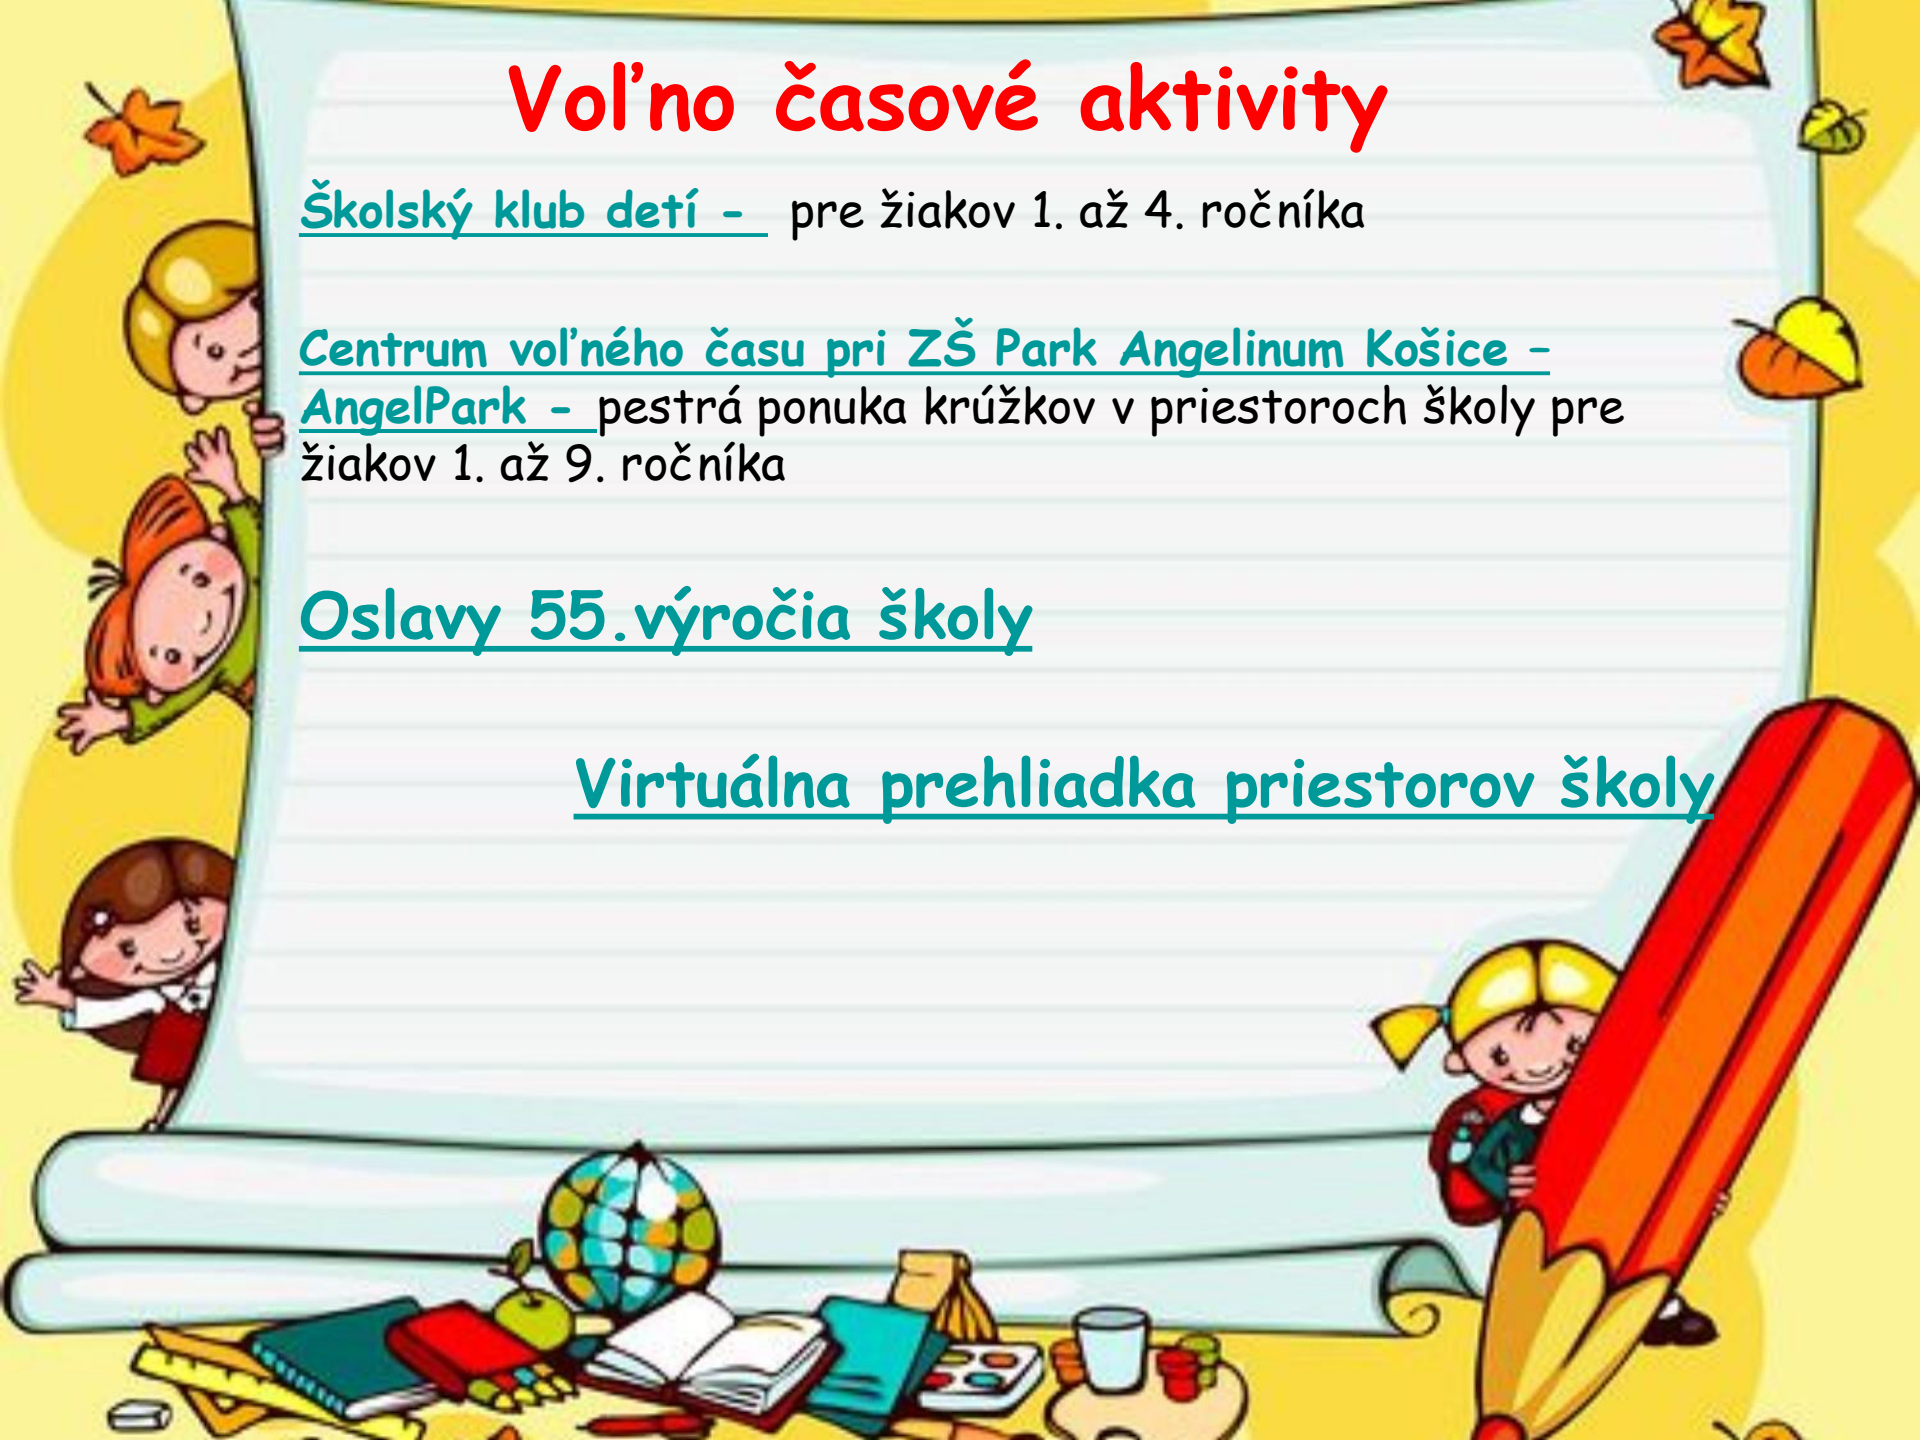 Voľno časové aktivity
Školský klub detí -  pre žiakov 1. až 4. ročníka
Centrum voľného času pri ZŠ Park Angelinum Košice –
AngelPark - pestrá ponuka krúžkov v priestoroch školy pre
žiakov 1. až 9. ročníka
Oslavy 55.výročia školy
Virtuálna prehliadka priestorov školy